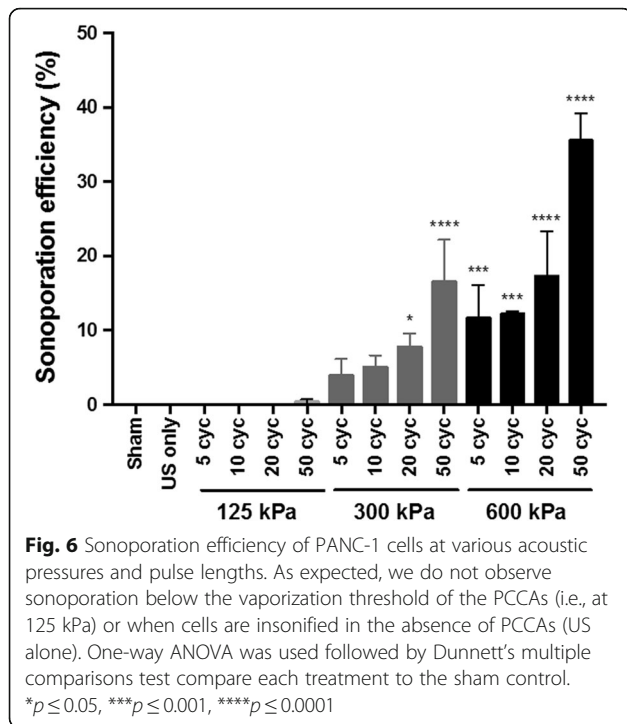 Sonoporation efficiency (%)
50
40
30
20
10
0
*
****
***
***
****
****
Sham
US only
5 cyc
10 cyc
20 cyc
50 cyc
5 cyc
10 cyc
20 cyc
50 cyc
5 cyc
10 cyc
20 cyc
50 cyc
125 kPa
300 kPa
600 kPa
Fig. 6 Sonoporation efficiency of PANC-1 cells at various acoustic
pressures and pulse lengths. As expected, we do not observe
sonoporation below the vaporization threshold of the PCCAs (i.e., at
125 kPa) or when cells are insonified in the absence of PCCAs (US
alone). One-way ANOVA was used followed by Dunnett's multiple
comparisons test compare each treatment to the sham control.
*p ≤ 0.05, ***p ≤ 0.001, ****p ≤ 0.0001